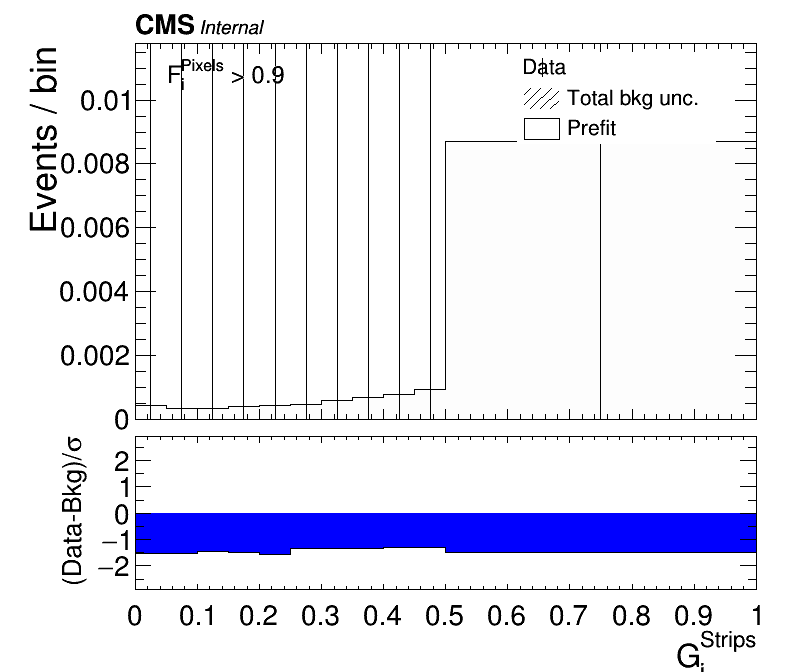 CMS Internal
F_i^Pixels > 0.9
Data
Total bkg unc.
Prefit
Events / bin
0.01
0.008
0.006
0.004
0.002
0
(Data-Bkg)/σ
2
1
0
−1
−2
0 0.1 0.2 0.3 0.4 0.5 0.6 0.7 0.8 0.9 1
G_i^Strips